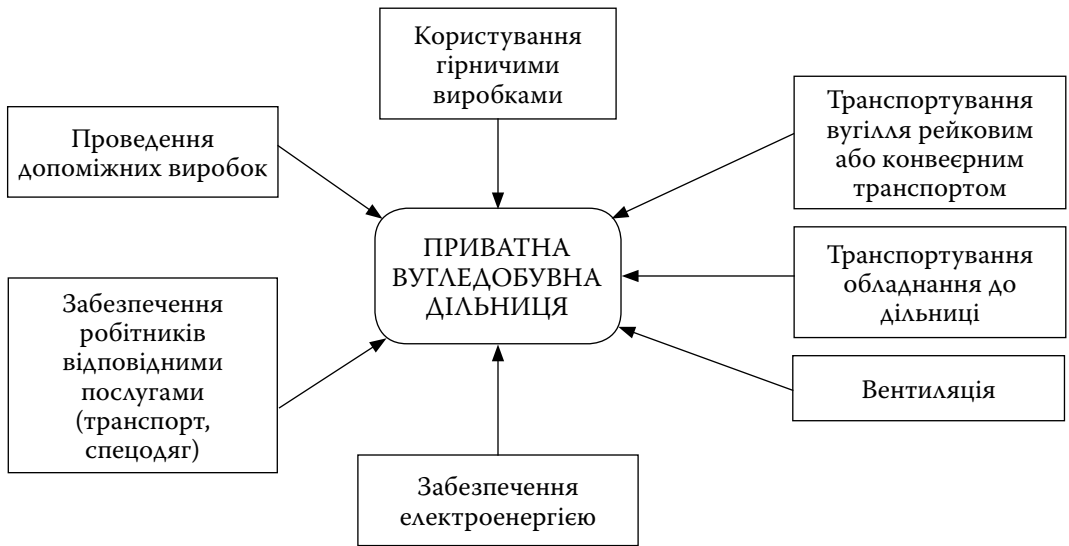 Користування
гірничими
виробками
Проведення
допоміжних виробок
Транспортування
вугілля рейковим
або конвеєрним
транспортом
ПРИВАТНА
ВУГЛЕДОБУВНА
ДІЛЬНИЦЯ
Транспортування
обладнання до
дільниці
Забезпечення
робітників
відповідними
послугами
(транспорт,
спецодяг)
Вентиляція
Забезпечення
електроенергією